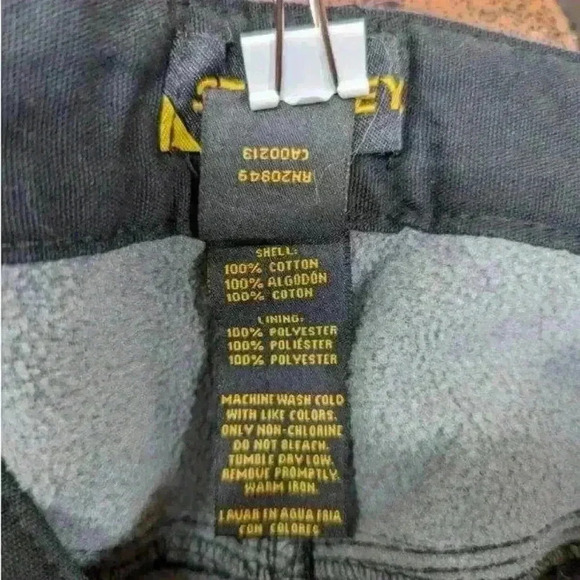 CA00213
RN20849
SHELL:
100% COTTON
100% ALGODÓN
100% COTON
LINING:
100% POLYESTER
100% POLIÉSTER
100% POLYESTER
MACHINE WASH COLD
WITH LIKE COLORS.
ONLY NON-CHLORINE
DO NOT BLEACH.
TUMBLE DRY LOW.
REMOVE PROMPTLY.
WARM IRON.
LAVAR EN AGUA FRIA
CON COLORES